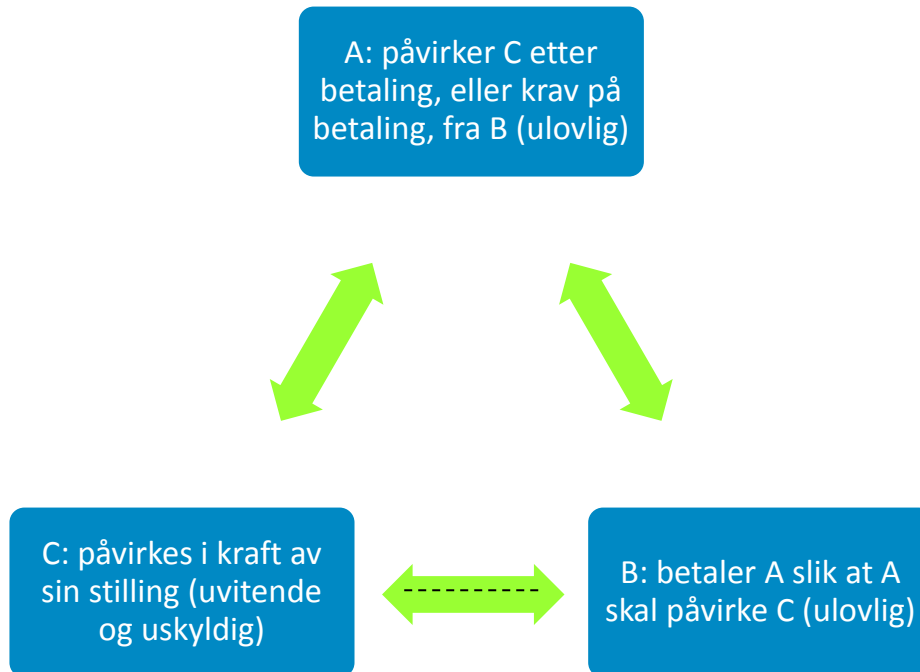 A: påvirker C etter
betaling, eller krav på
betaling, fra B (ulovlig)
C: påvirkes i kraft av
sin stilling (uvitende
og uskyldig)
B: betaler A slik at A
skal påvirke C (ulovlig)